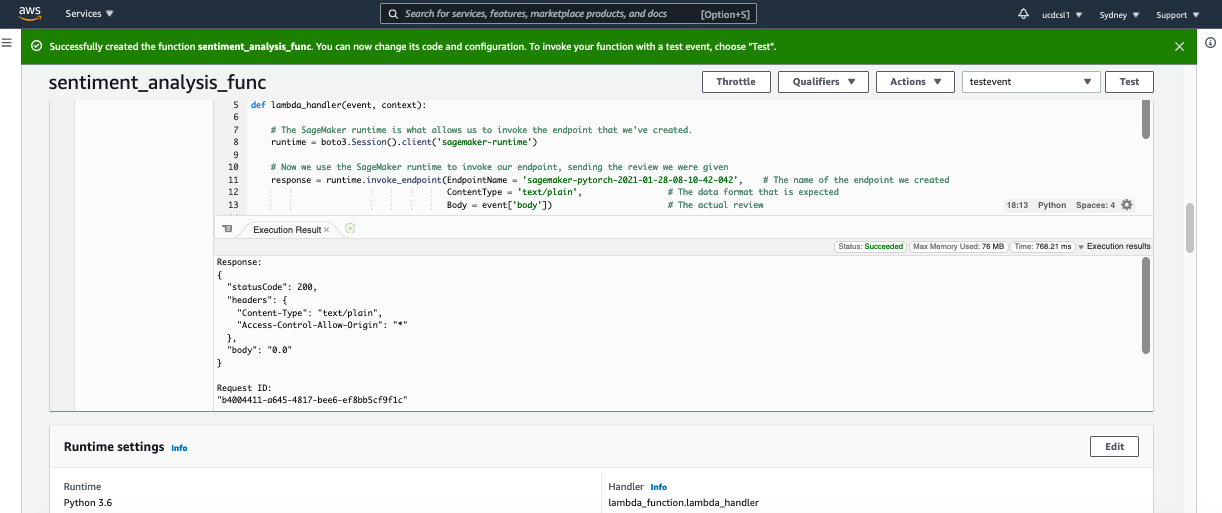 aws Services Search for services, features, marketplace products, and docs [Option+S] ucdcsl1 Sydney Support
Successfully created the function sentiment_analysis_func. You can now change its code and configuration. To invoke your function with a test event, choose "Test".
sentiment_analysis_func Throttle Qualifiers Actions testevent Test
5 def lambda_handler(event, context):
6
7 # The SageMaker runtime is what allows us to invoke the endpoint that we've created.
8 runtime = boto3.Session().client('sagemaker-runtime')
9
10 # Now we use the SageMaker runtime to invoke our endpoint, sending the review we were given
11 response = runtime.invoke_endpoint(EndpointName = 'sagemaker-pytorch-2021-01-28-08-10-42-042', # The name of the endpoint we created
12 ContentType = 'text/plain', # The data format that is expected
13 Body = event['body']) # The actual review
18:13 Python Spaces: 4
Execution Result
Status: Succeeded Max Memory Used: 76 MB Time: 768.21 ms Execution results
Response:
{
"statusCode": 200,
"headers": {
"Content-Type": "text/plain",
"Access-Control-Allow-Origin": "*"
},
"body": "0.0"
}
Request ID:
"b4004411-a645-4817-bee6-ef8bb5cf9f1c"
Runtime settings Info Edit
Runtime Handler Info
Python 3.6 lambda_function.lambda_handler